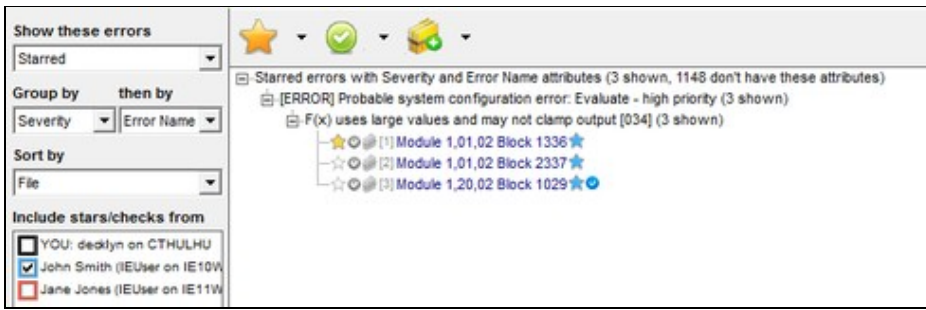 Show these errors
Starred
Group by then by
Severity Error Name
Sort by
File
Include stars/checks from
YOU: decklyn on CTHULHU
John Smith (IEUser on IE10W
Jane Jones (IEUser on IE11W
Starred errors with Severity and Error Name attributes (3 shown, 1148 don't have these attributes)
[ERROR] Probable system configuration error: Evaluate - high priority (3 shown)
F(x) uses large values and may not clamp output [034] (3 shown)
[1] Module 1,01,02 Block 1336
[2] Module 1,01,02 Block 2337
[3] Module 1,20,02 Block 1029